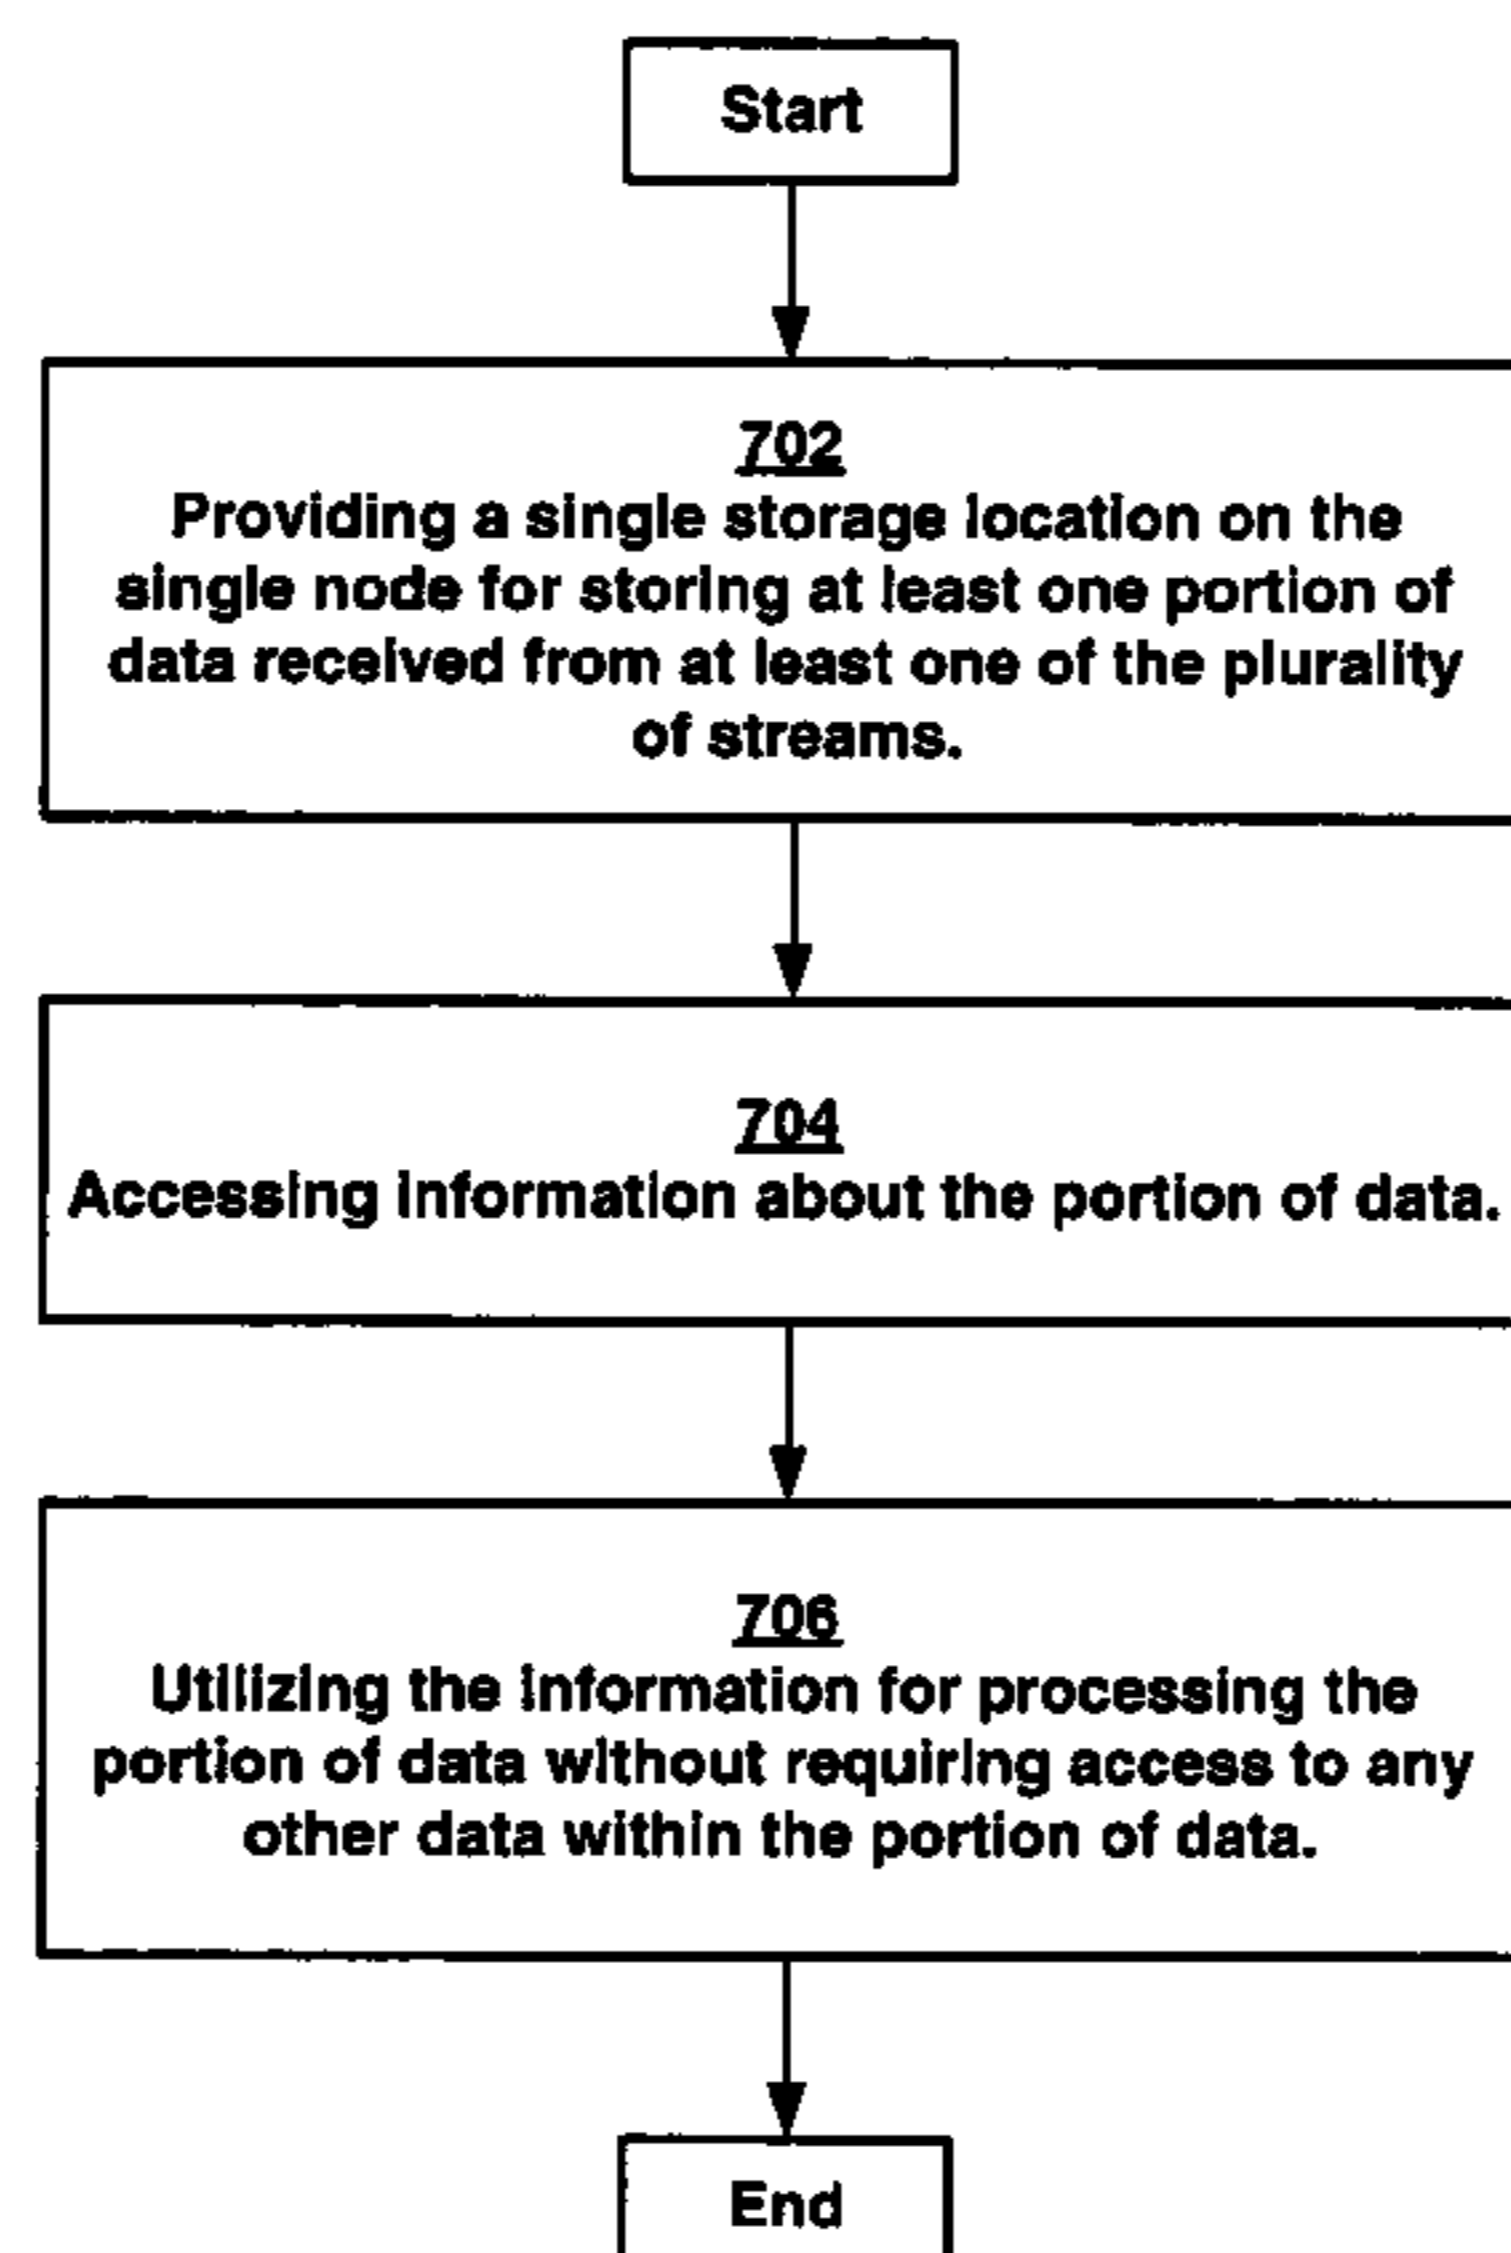 Start
702
Providing a single storage location on the
single node for storing at least one portion of
data received from at least one of the plurality
of streams.
704
Accessing information about the portion of data.
706
Utilizing the information for processing the
portion of data without requiring access to any
other data within the portion of data.
End